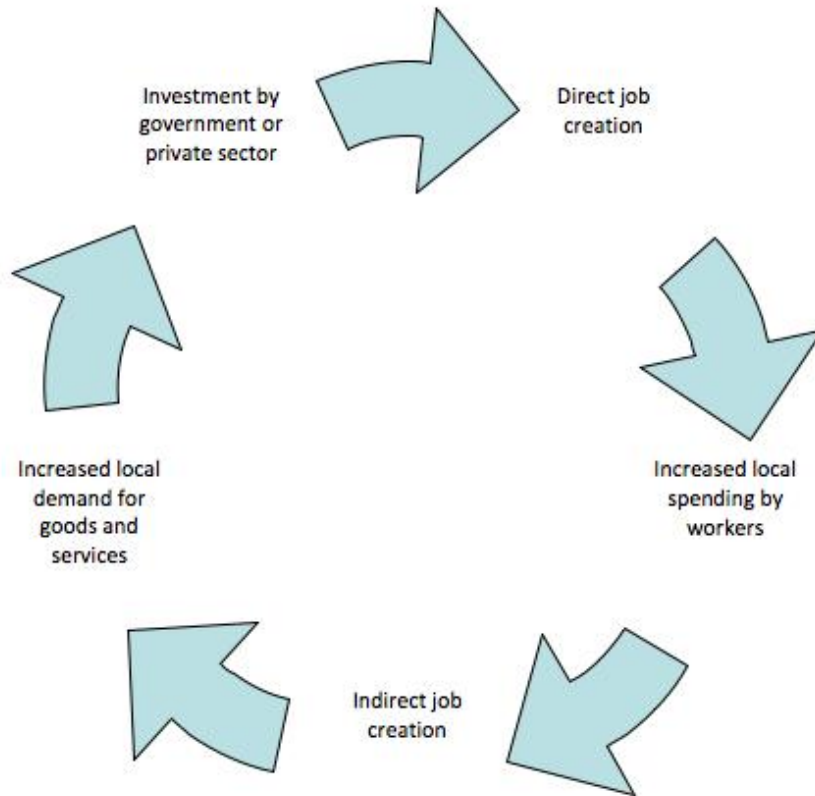 Investment by
government or
private sector
Direct job
creation
Increased local
spending by
workers
Indirect job
creation
Increased local
demand for
goods and
services